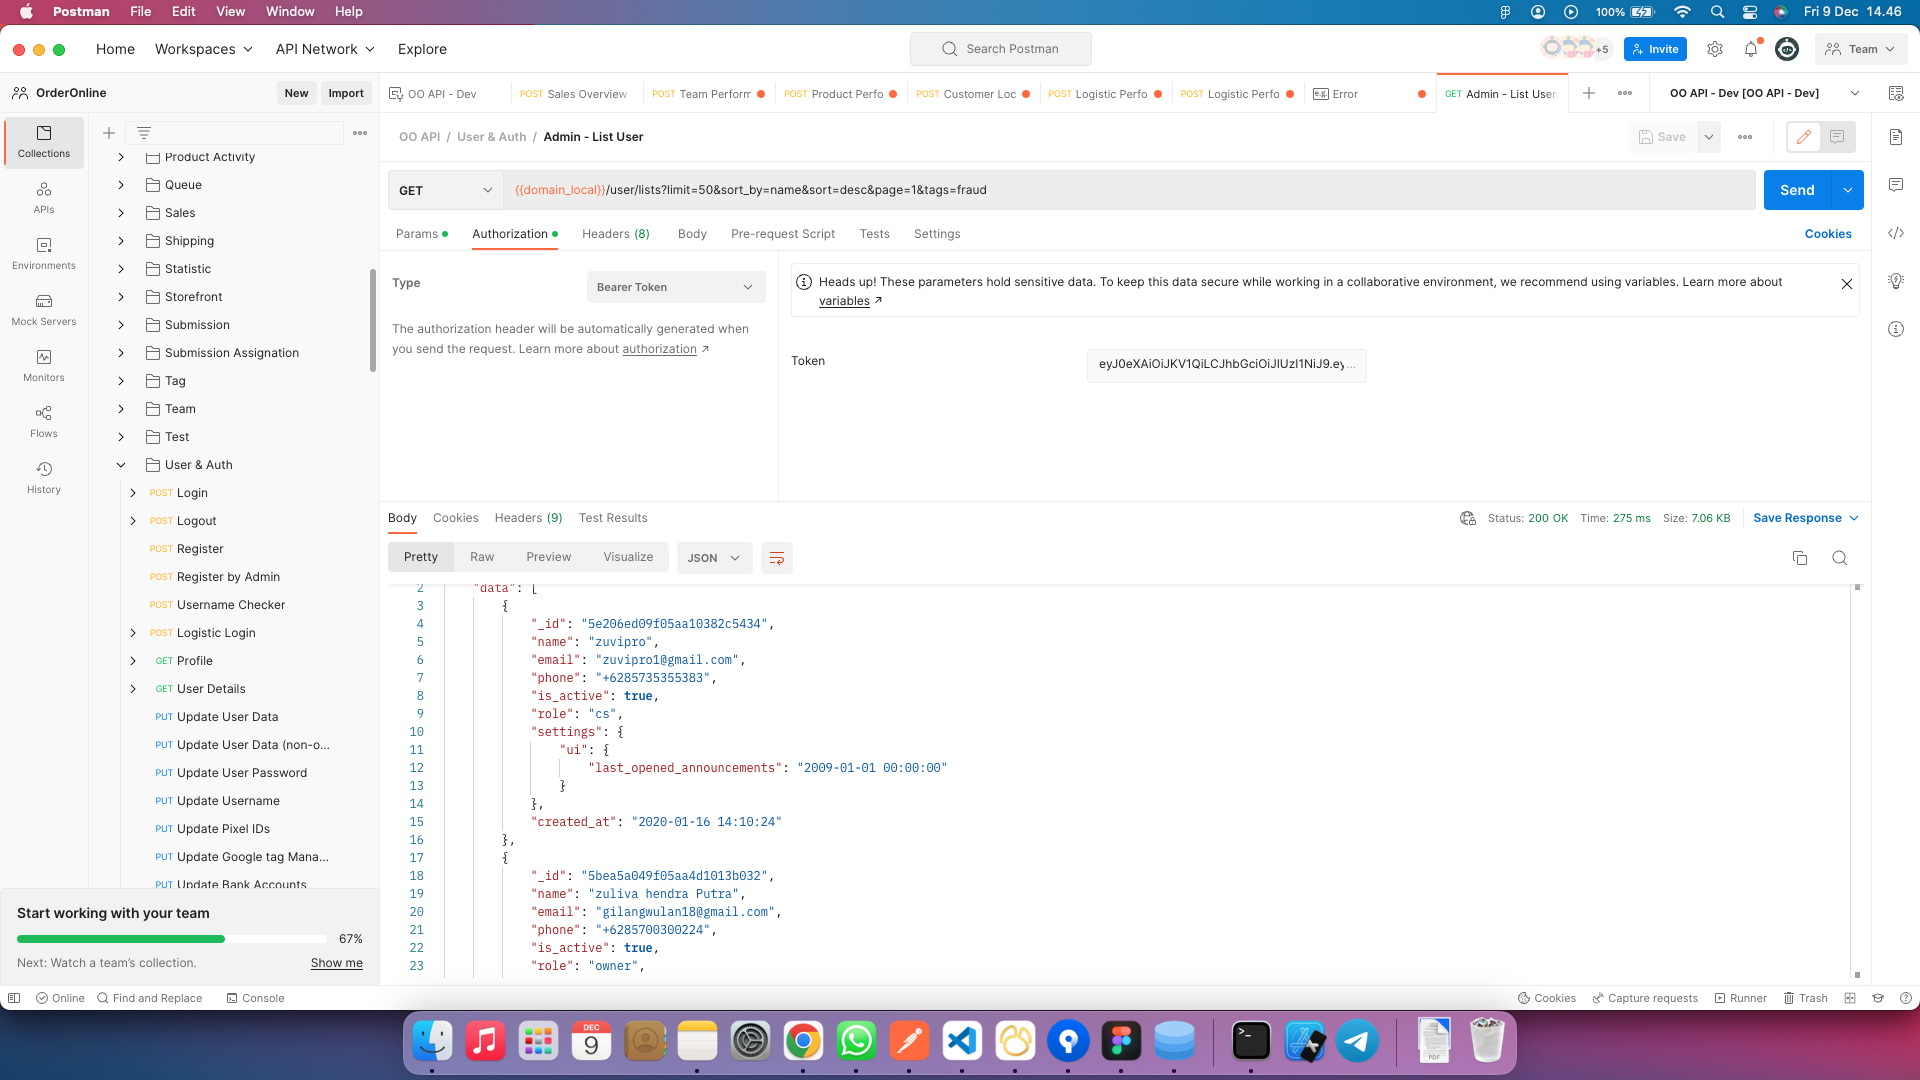 Postman File Edit View Window Help
100% Fri 9 Dec 14.46
Home Workspaces API Network Explore
Search Postman
+5 Invite Team
OrderOnline New Import
OO API - Dev
POST Sales Overview
POST Team Perform
POST Product Perfo
POST Customer Loc
POST Logistic Perfo
POST Logistic Perfo
e.g. Error
GET Admin - List User
OO API - Dev [OO API - Dev]
Collections
APIs
Environments
Mock Servers
Monitors
Flows
History
Product Activity
Queue
Sales
Shipping
Statistic
Storefront
Submission
Submission Assignation
Tag
Team
Test
User & Auth
POST Login
POST Logout
POST Register
POST Register by Admin
POST Username Checker
POST Logistic Login
GET Profile
GET User Details
PUT Update User Data
PUT Update User Data (non-o...
PUT Update User Password
PUT Update Username
PUT Update Pixel IDs
PUT Update Google tag Mana...
PUT Update Bank Accounts
Start working with your team
67%
Next: Watch a team's collection. Show me
OO API / User & Auth / Admin - List User
Save
GET {{domain_local}}/user/lists?limit=50&sort_by=name&sort=desc&page=1&tags=fraud
Send
Params Authorization Headers (8) Body Pre-request Script Tests Settings Cookies
Type Bearer Token
The authorization header will be automatically generated when
you send the request. Learn more about authorization ↗
Heads up! These parameters hold sensitive data. To keep this data secure while working in a collaborative environment, we recommend using variables. Learn more about
variables ↗
Token eyJ0eXAiOiJKV1QiLCJhbGciOiJIUzI1NiJ9.ey...
Body Cookies Headers (9) Test Results
Status: 200 OK Time: 275 ms Size: 7.06 KB Save Response
Pretty Raw Preview Visualize JSON
2 "data": [
3 {
4 "_id": "5e206ed09f05aa10382c5434",
5 "name": "zuvipro",
6 "email": "zuvipro1@gmail.com",
7 "phone": "+6285735355383",
8 "is_active": true,
9 "role": "cs",
10 "settings": {
11 "ui": {
12 "last_opened_announcements": "2009-01-01 00:00:00"
13 }
14 },
15 "created_at": "2020-01-16 14:10:24"
16 },
17 {
18 "_id": "5bea5a049f05aa4d1013b032",
19 "name": "zuliva hendra Putra",
20 "email": "gilangwulan18@gmail.com",
21 "phone": "+6285700300224",
22 "is_active": true,
23 "role": "owner",
Online Find and Replace Console
Cookies Capture requests Runner Trash
DEC
9
PDF